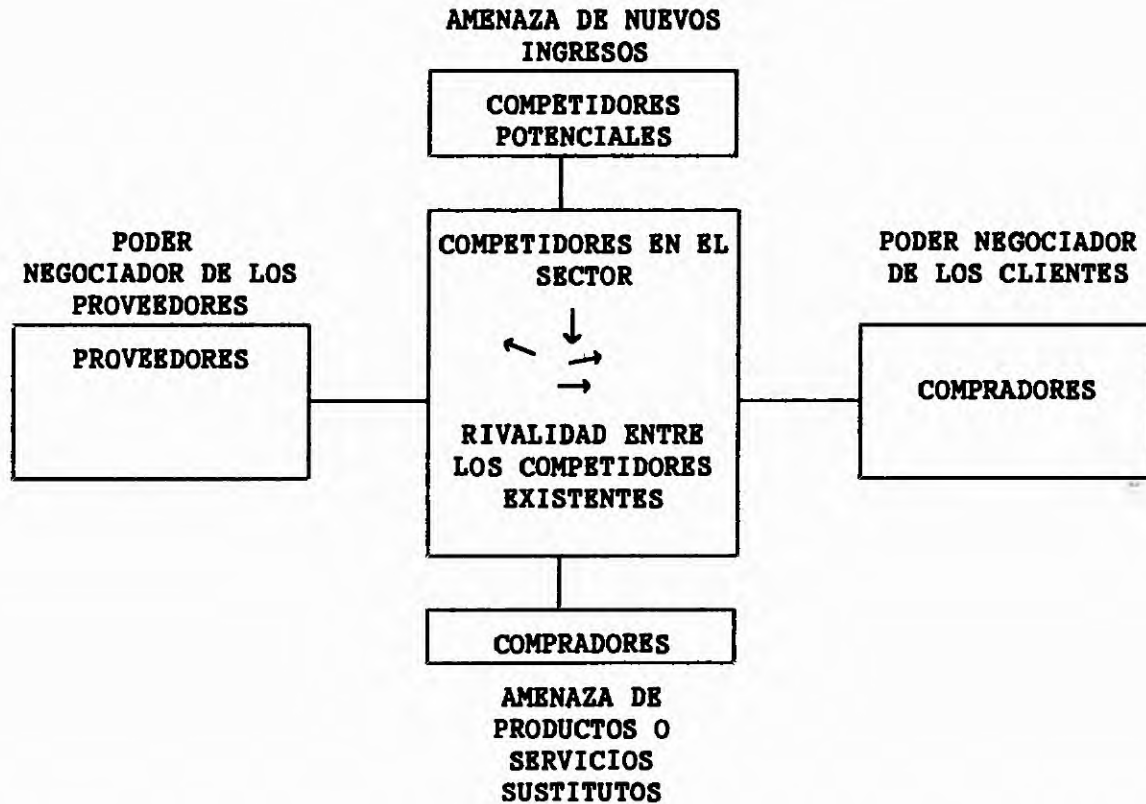 AMENAZA DE NUEVOS
INGRESOS
COMPETIDORES
POTENCIALES
PODER
NEGOCIADOR DE LOS
PROVEEDORES
PROVEEDORES
COMPETIDORES EN EL
SECTOR
RIVALIDAD ENTRE
LOS COMPETIDORES
EXISTENTES
PODER NEGOCIADOR
DE LOS CLIENTES
COMPRADORES
COMPRADORES
AMENAZA DE
PRODUCTOS O
SERVICIOS
SUSTITUTOS